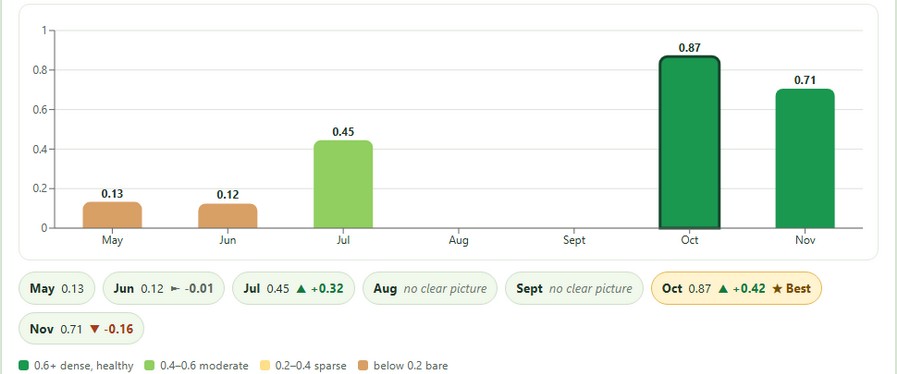 1
0.8
0.6
0.4
0.2
0
0.13
0.12
0.45
0.87
0.71
May Jun Jul Aug Sept Oct Nov
May 0.13 Jun 0.12 ⇤ -0.01 Jul 0.45 ▲ +0.32 Aug no clear picture Sept no clear picture Oct 0.87 ▲ +0.42 ★ Best
Nov 0.71 ▼ -0.16
0.6+ dense, healthy 0.4–0.6 moderate 0.2–0.4 sparse below 0.2 bare